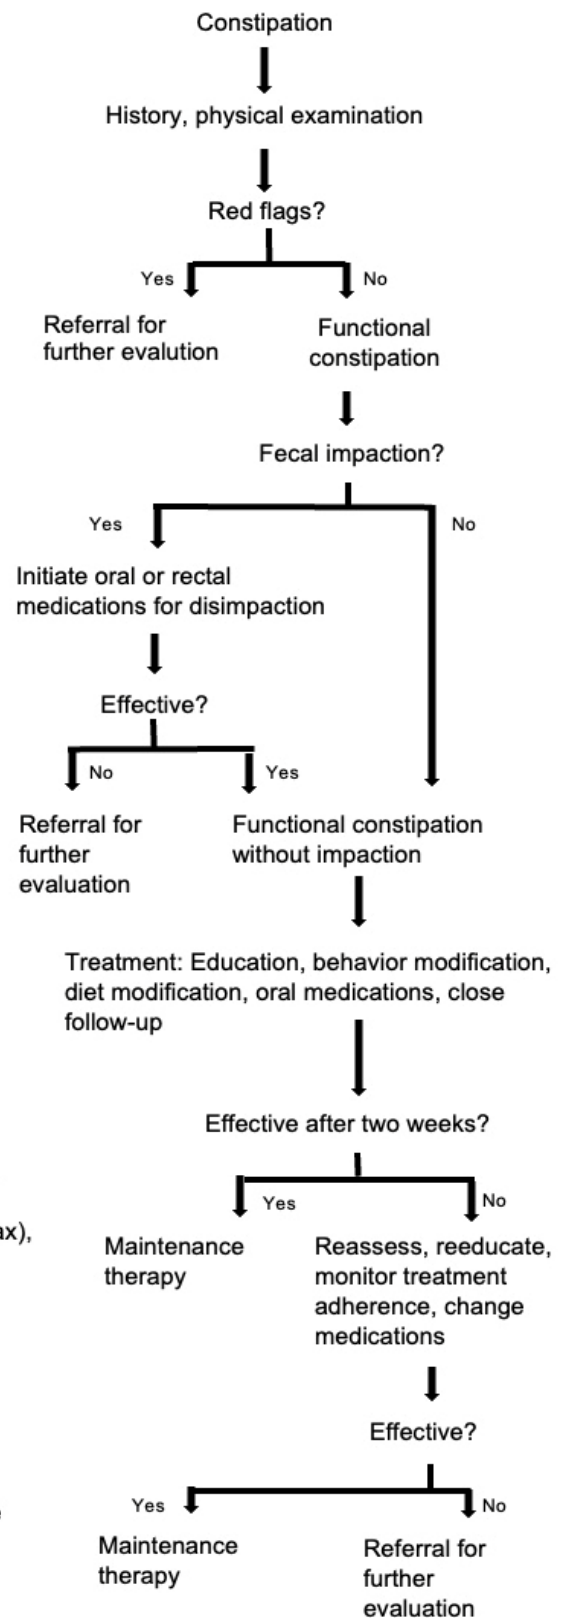 Constipation
History, physical examination
Red flags?
Yes
No
Referral for
further evalution
Functional
constipation
Fecal impaction?
Yes
No
Initiate oral or rectal
medications for disimpaction
Effective?
No
Yes
Referral for
further
evaluation
Functional constipation
without impaction
Treatment: Education, behavior modification,
diet modification, oral medications, close
follow-up
Effective after two weeks?
Yes
No
ax),
Maintenance
therapy
Reassess, reeducate,
monitor treatment
adherence, change
medications
Effective?
Yes
No
Maintenance
therapy
Referral for
further
evaluation